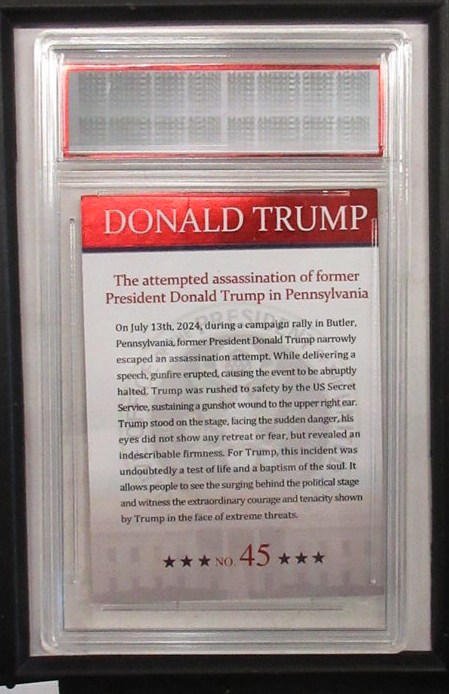 DONALD TRUMP
The attempted assassination of former
President Donald Trump in Pennsylvania
On July 13th, 2024, during a campaign rally in Butler,
Pennsylvania, former President Donald Trump narrowly
escaped an assassination attempt. While delivering a
speech, gunfire erupted, causing the event to be abruptly
halted. Trump was rushed to safety by the US Secret
Service, sustaining a gunshot wound to the upper right ear.
Trump stood on the stage, facing the sudden danger, his
eyes did not show any retreat or fear, but revealed an
indescribable firmness. For Trump, this incident was
undoubtedly a test of life and a baptism of the soul. It
allows people to see the surging behind the political stage
and witness the extraordinary courage and tenacity shown
by Trump in the face of extreme threats.
★★★ NO. 45 ★★★